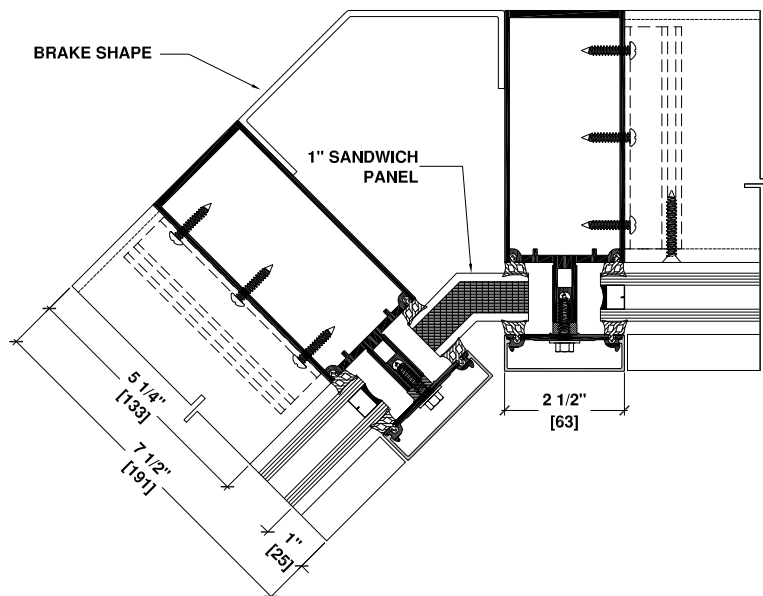 BRAKE SHAPE
1" SANDWICH
PANEL
5 1/4"
[133]
7 1/2"
[191]
1"
[25]
2 1/2"
[63]